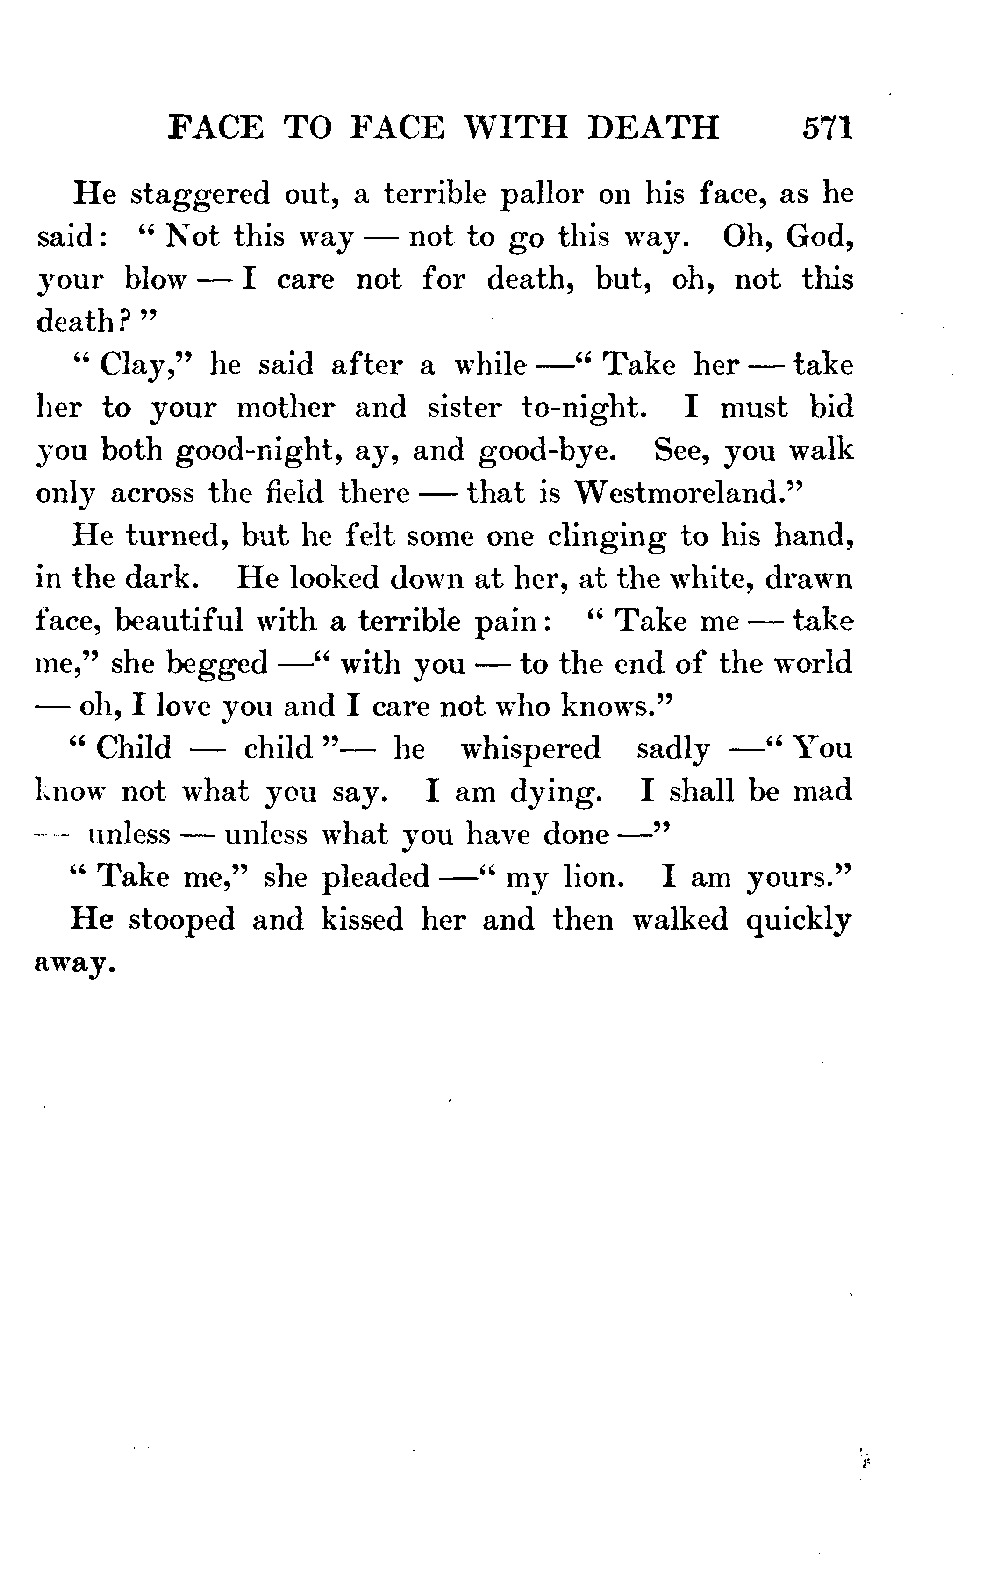 FACE TO FACE WITH DEATH 571
He staggered out, a terrible pallor on his face, as he
said: “ Not this way — not to go this way. Oh, God,
your blow — I care not for death, but, oh, not this
death? ”
“ Clay,” he said after a while —“ Take her — take
her to your mother and sister to-night. I must bid
you both good-night, ay, and good-bye. See, you walk
only across the field there — that is Westmoreland.”
He turned, but he felt some one clinging to his hand,
in the dark. He looked down at her, at the white, drawn
face, beautiful with a terrible pain: “ Take me — take
me,” she begged —“ with you — to the end of the world
— oh, I love you and I care not who knows.”
“ Child — child ”— he whispered sadly —“ You
know not what you say. I am dying. I shall be mad
— unless — unless what you have done —”
“ Take me,” she pleaded —“ my lion. I am yours.”
He stooped and kissed her and then walked quickly
away.